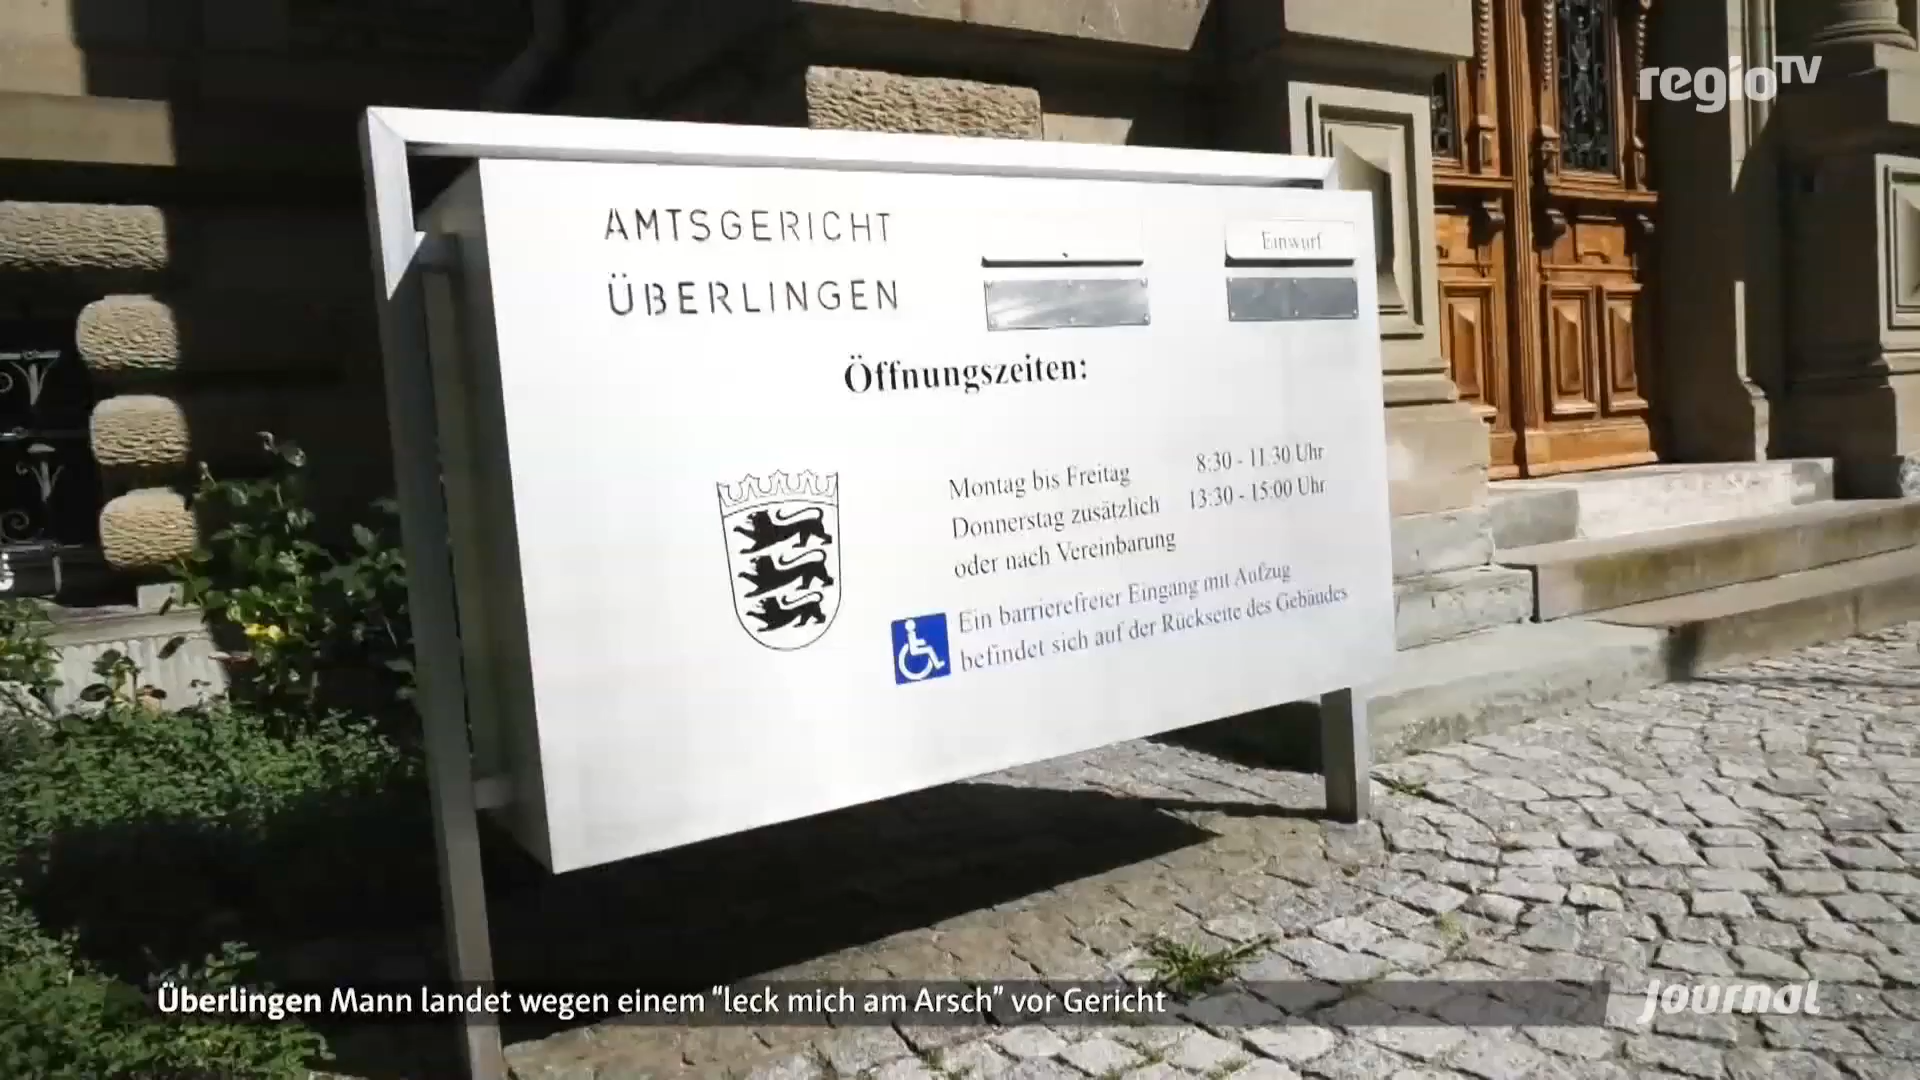 regioTV
AMTSGERICHT
ÜBERLINGEN
Einwurf
Öffnungszeiten:
Montag bis Freitag 8:30 - 11.30 Uhr
Donnerstag zusätzlich 13:30 - 15:00 Uhr
oder nach Vereinbarung
Ein barrierefreier Eingang mit Aufzug
befindet sich auf der Rückseite des Gebäudes
Überlingen Mann landet wegen einem "leck mich am Arsch" vor Gericht
Journal